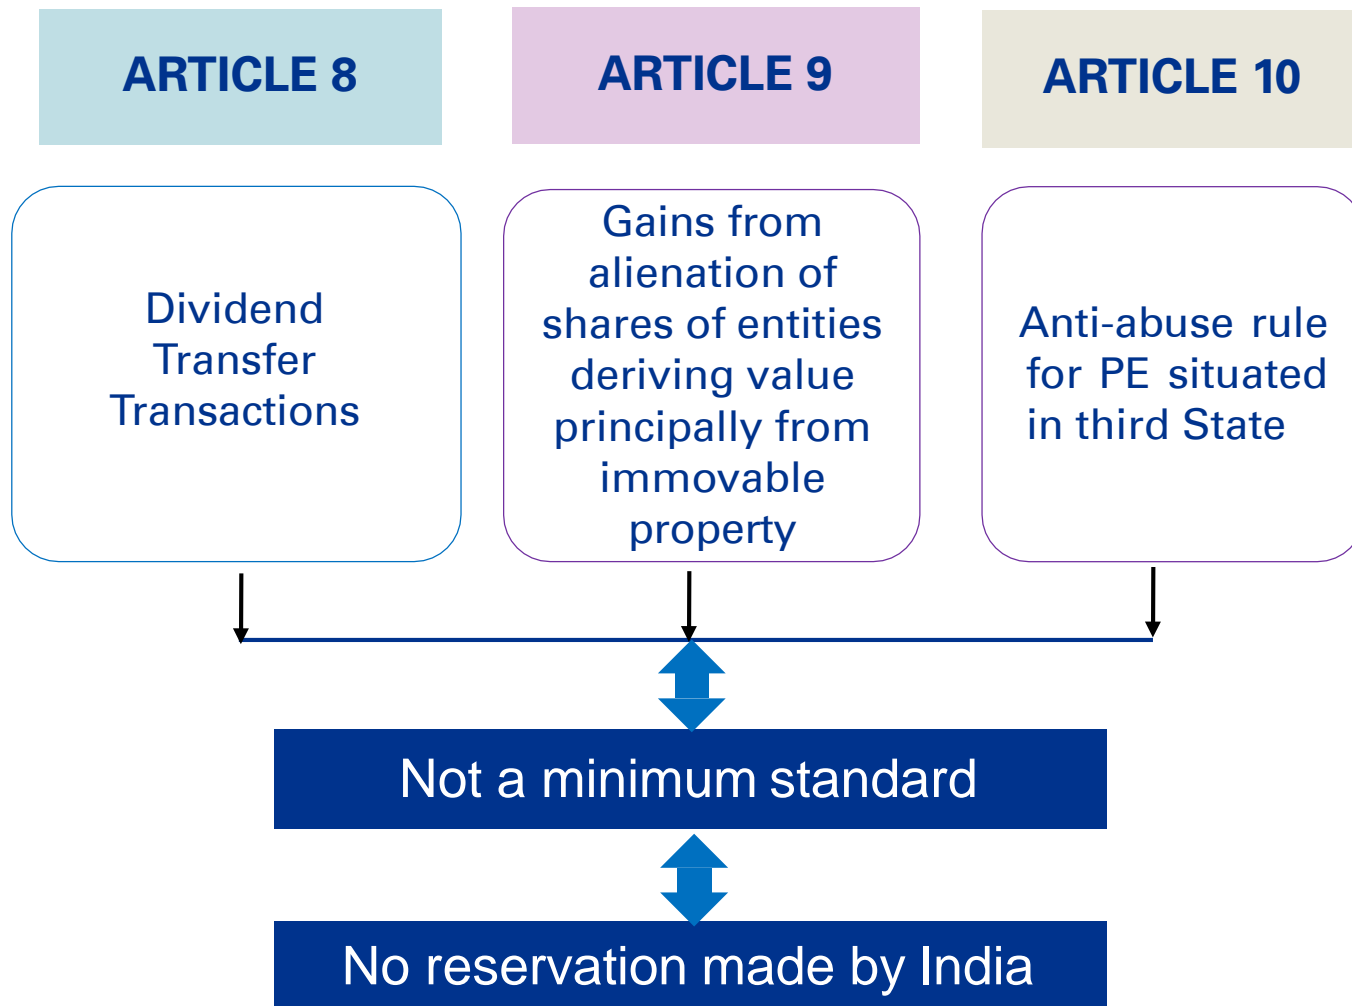 ARTICLE 8
ARTICLE 9
ARTICLE 10
Dividend
Transfer
Transactions
Gains from
alienation of
shares of entities
deriving value
principally from
immovable
property
Anti-abuse rule
for PE situated
in third State
Not a minimum standard
No reservation made by India